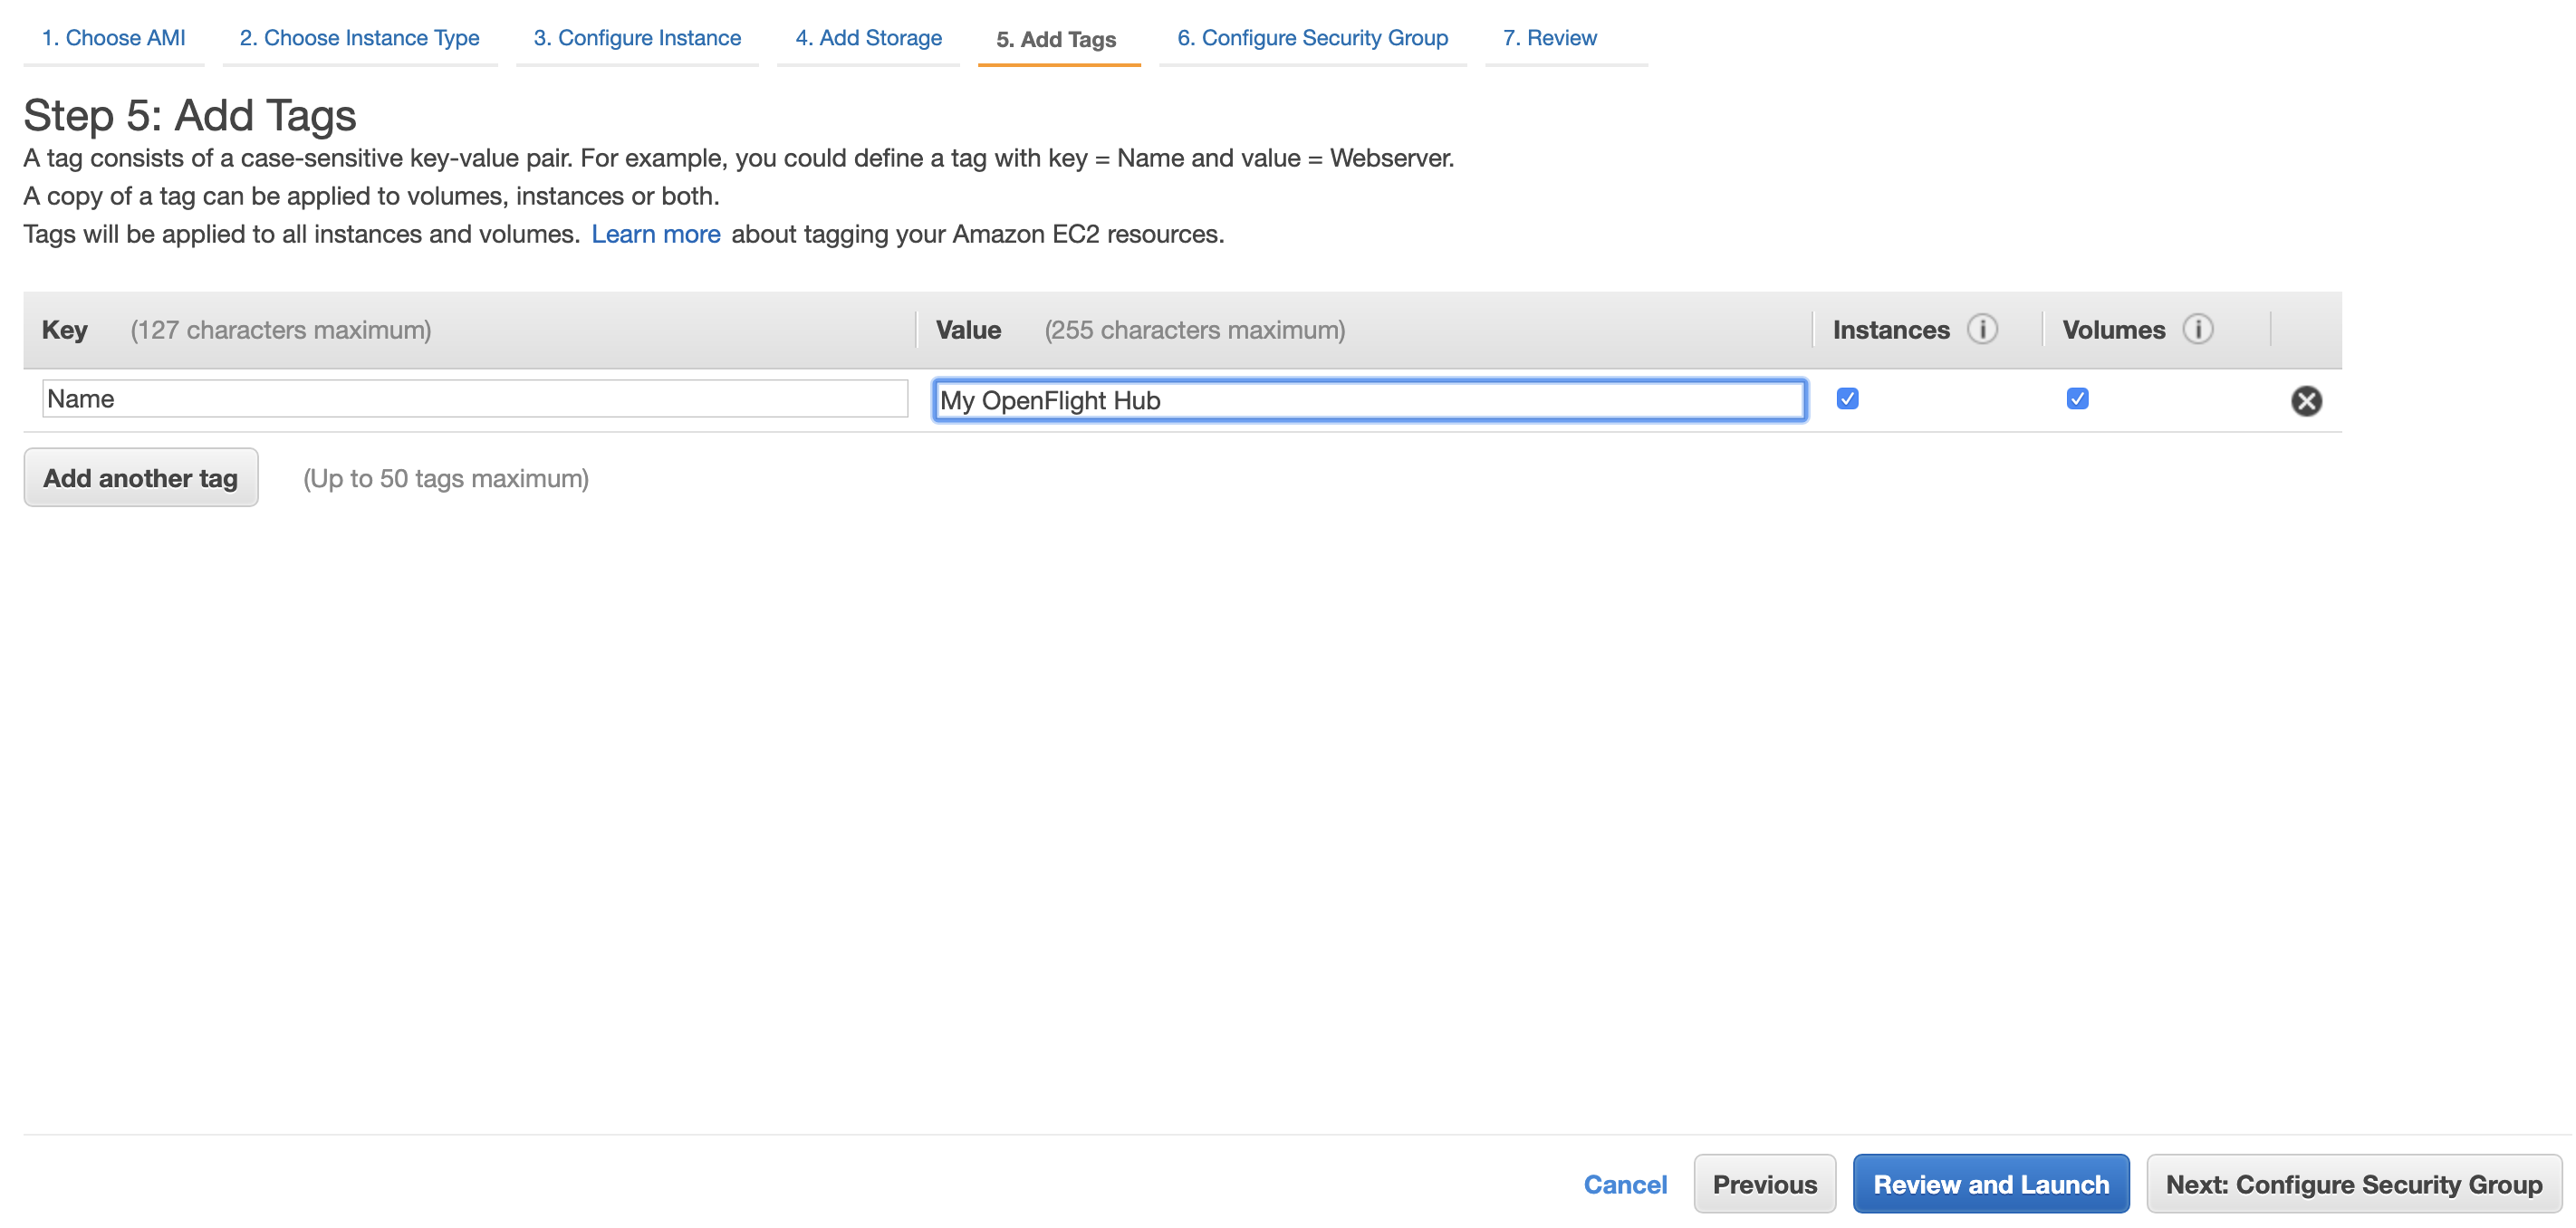 1. Choose AMI 2. Choose Instance Type 3. Configure Instance 4. Add Storage 5. Add Tags 6. Configure Security Group 7. Review
Step 5: Add Tags
A tag consists of a case-sensitive key-value pair. For example, you could define a tag with key = Name and value = Webserver.
A copy of a tag can be applied to volumes, instances or both.
Tags will be applied to all instances and volumes. Learn more about tagging your Amazon EC2 resources.
Key (127 characters maximum) Value (255 characters maximum) Instances i Volumes i
Name My OpenFlight Hub
Add another tag (Up to 50 tags maximum)
Cancel Previous Review and Launch Next: Configure Security Group